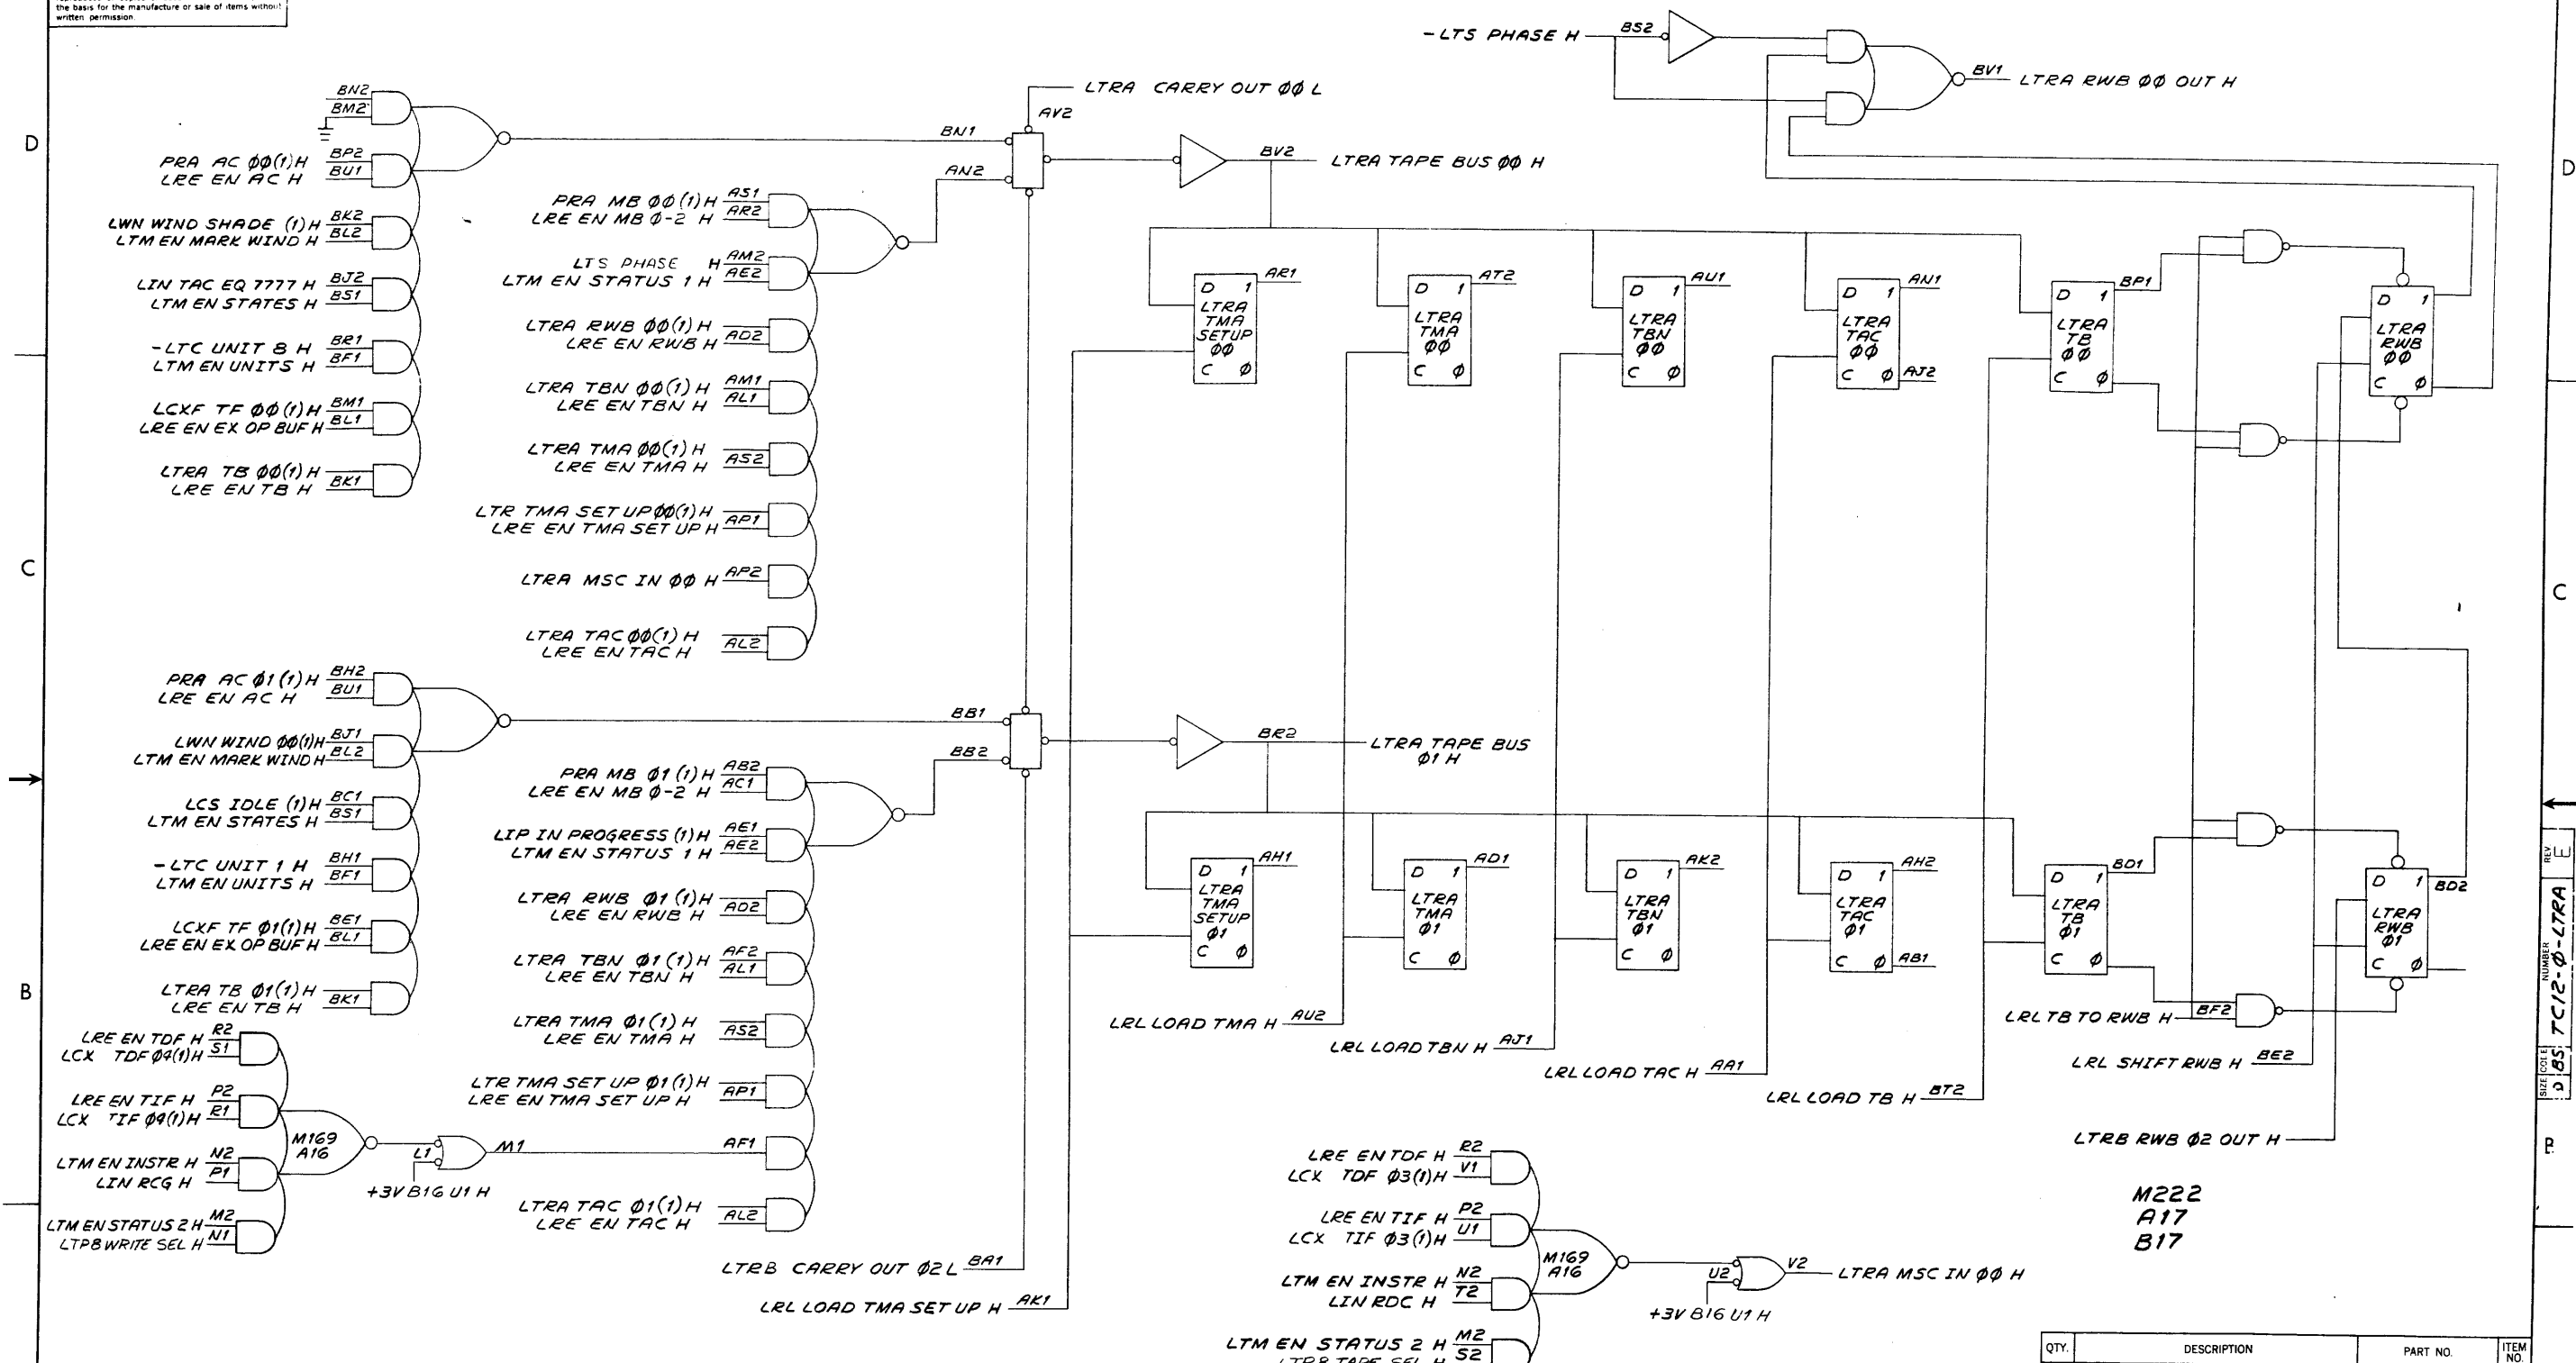 the basis for the manufacture or sale of items without
written permission.
-LTS PHASE H BS2
BV1 LTRA RWB ØØ OUT H
LTRA CARRY OUT ØØ L
AV2
BN2
BM2
BN1
AN2
BV2 LTRA TAPE BUS ØØ H
D
D
PRA AC ØØ(1)H BP2
LRE EN AC H BU1
LWN WIND SHADE (1)H BK2
LTM EN MARK WIND H BL2
LIN TAC EQ 7777 H BJ2
LTM EN STATES H BS1
-LTC UNIT 8 H BR1
LTM EN UNITS H BF1
LCXF TF ØØ(1)H BM1
LRE EN EX OP BUF H BL1
LTRA TB ØØ(1)H
LRE EN TB H BK1
PRA MB ØØ(1)H AS1
LRE EN MB Ø-2 H AR2
LTS PHASE H AM2
LTM EN STATUS 1 H AE2
LTRA RWB ØØ(1)H
LRE EN RWB H AD2
LTRA TBN ØØ(1)H AM1
LRE EN TBN H AL1
LTRA TMA ØØ(1)H
LRE EN TMA H AS2
LTR TMA SET UP ØØ(1)H
LRE EN TMA SET UP H AP1
LTRA MSC IN ØØ H AP2
LTRA TAC ØØ(1)H
LRE EN TAC H AL2
D 1 AR1
LTRA
TMA
SETUP
ØØ
C Ø
D 1 AT2
LTRA
TMA
ØØ
C Ø
D 1 AU1
LTRA
TBN
ØØ
C Ø
D 1 AN1
LTRA
TAC
ØØ
C Ø AJ2
D 1 BP1
LTRA
TB
ØØ
C Ø
D 1
LTRA
RWB
ØØ
C Ø
C
C
PRA AC Ø1(1)H BH2
LRE EN AC H BU1
LWN WIND ØØ(1)H BJ1
LTM EN MARK WIND H BL2
LCS IDLE (1)H BC1
LTM EN STATES H BS1
-LTC UNIT 1 H BH1
LTM EN UNITS H BF1
LCXF TF Ø1(1)H BE1
LRE EN EX OP BUF H BL1
LTRA TB Ø1(1)H
LRE EN TB H BK1
BB1
BB2
BR2 LTRA TAPE BUS
Ø1 H
PRA MB Ø1(1)H AB2
LRE EN MB Ø-2 H AC1
LIP IN PROGRESS (1)H AE1
LTM EN STATUS 1 H AE2
LTRA RWB Ø1(1)H
LRE EN RWB H AD2
LTRA TBN Ø1(1)H AF2
LRE EN TBN H AL1
LTRA TMA Ø1(1)H
LRE EN TMA H AS2
LTR TMA SET UP Ø1(1)H
LRE EN TMA SET UP H AP1
AF1
LTRA TAC Ø1(1)H
LRE EN TAC H AL2
D 1 AH1
LTRA
TMA
SETUP
Ø1
C Ø
D 1 AD1
LTRA
TMA
Ø1
C Ø
D 1 AK2
LTRA
TBN
Ø1
C Ø
D 1 AH2
LTRA
TAC
Ø1
C Ø AB1
D 1 BD1
LTRA
TB
Ø1
C Ø
D 1 BD2
LTRA
RWB
Ø1
C Ø
B
LRE EN TDF H R2
LCX TDF Ø4(1)H S1
LRE EN TIF H P2
LCX TIF Ø4(1)H R1
LTM EN INSTR H N2
LIN RCG H P1
LTM EN STATUS 2 H M2
LTPB WRITE SEL H N1
M169
A16
L1
M1
+3V B16 U1 H
LTRB CARRY OUT Ø2 L BA1
LRL LOAD TMA SET UP H AK1
LRL LOAD TMA H AU2
LRL LOAD TBN H AJ1
LRL LOAD TAC H AA1
LRL LOAD TB H BT2
LRL TB TO RWB H BF2
LRL SHIFT RWB H BE2
LTRB RWB Ø2 OUT H
LRE EN TDF H R2
LCX TDF Ø3(1)H V1
LRE EN TIF H P2
LCX TIF Ø3(1)H U1
LTM EN INSTR H N2
LIN RDC H T2
LTM EN STATUS 2 H M2
S2
M169
A16
U2
V2 LTRA MSC IN ØØ H
+3V B16 U1 H
M222
A17
B17
SIZE CODE NUMBER REV
D BS TC12-Ø-LTRA E
QTY. DESCRIPTION PART NO. ITEM NO.